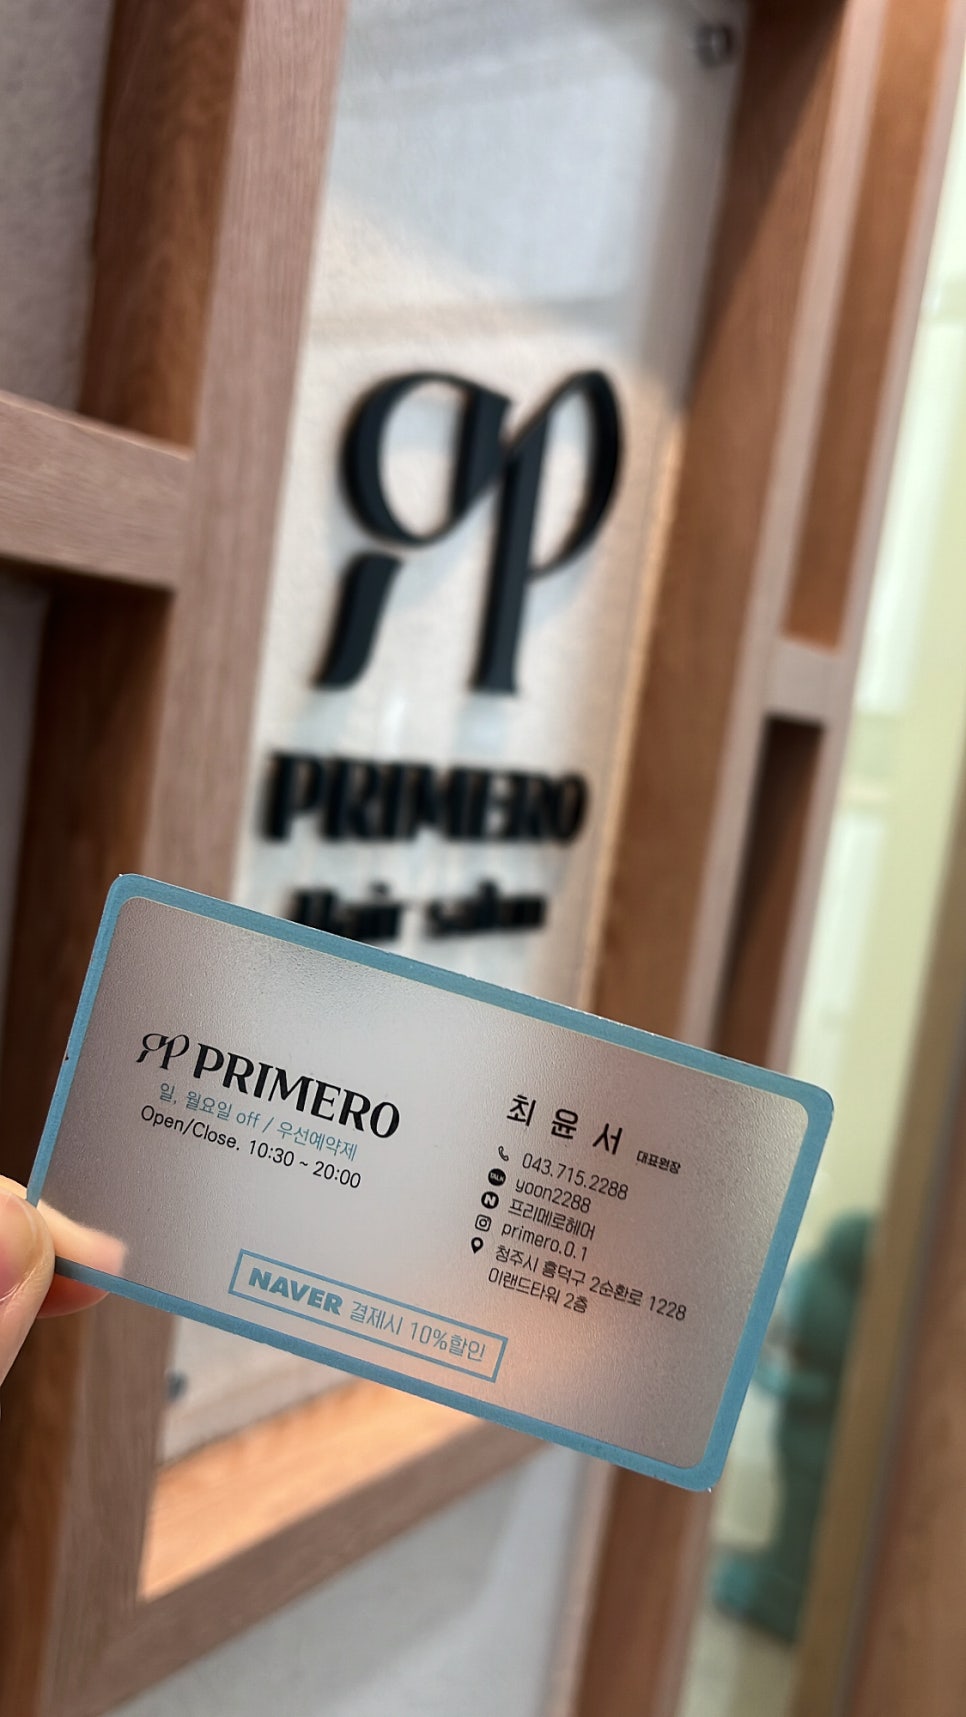 PRIMERO
Hair salon
PRIMERO
일, 월요일 off / 우선예약제
Open/Close. 10:30 ~ 20:00
최윤서 대표원장
043.715.2288
TALK yoon2288
N 프리메로헤어
primero.0.1
청주시 흥덕구 2순환로 1228
이랜드타워 2층
NAVER 결제시 10%할인